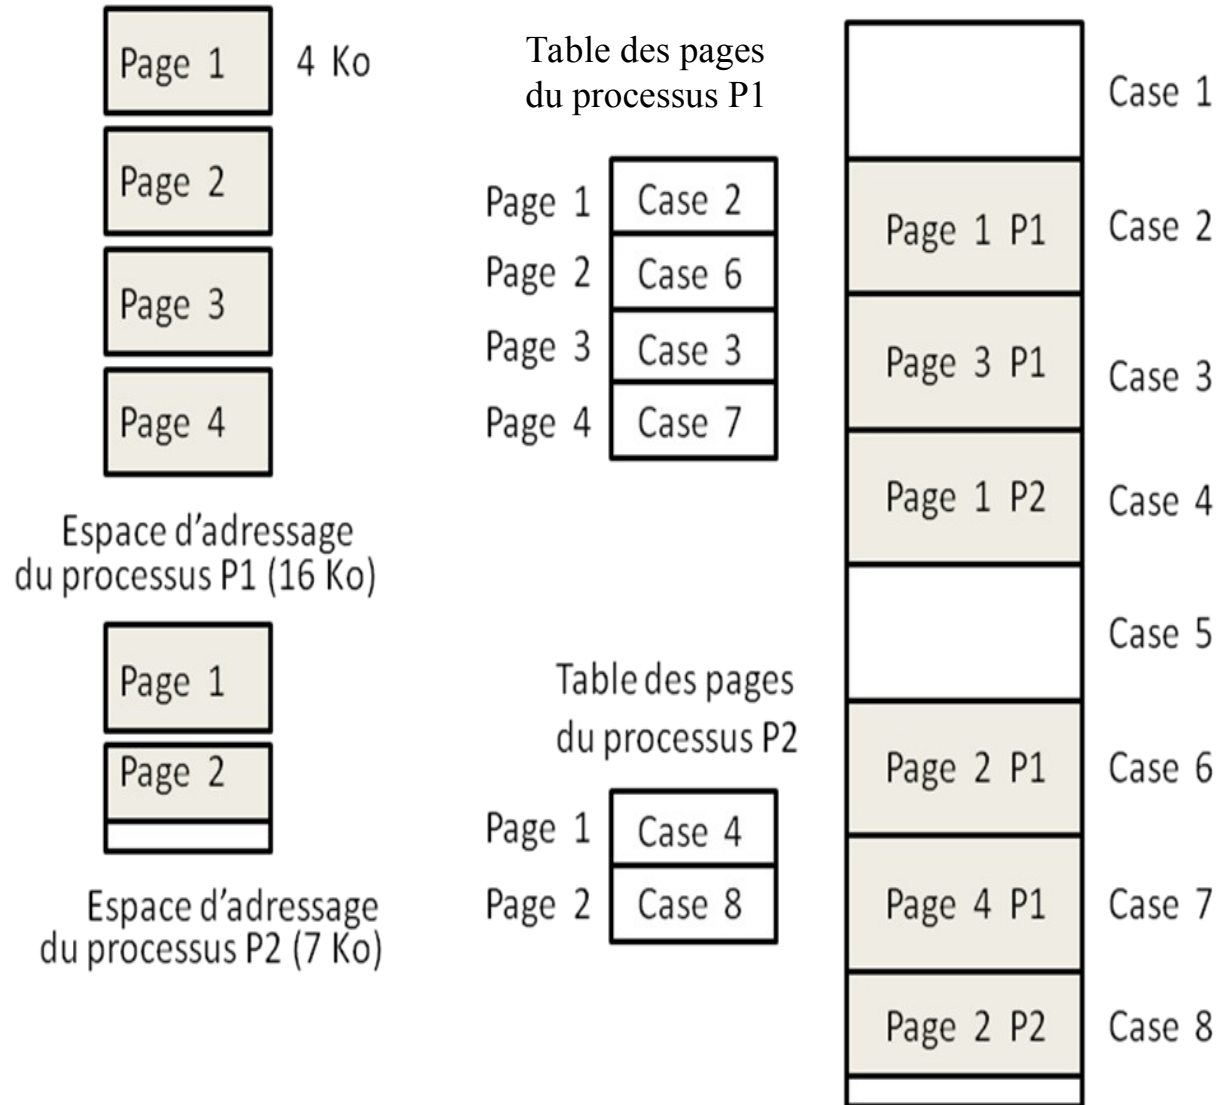 Page 1
4 Ko
Page 2
Page 3
Page 4
Espace d'adressage
du processus P1 (16 Ko)
Page 1
Page 2
Espace d'adressage
du processus P2 (7 Ko)
Table des pages
du processus P1
Page 1 Case 2
Page 2 Case 6
Page 3 Case 3
Page 4 Case 7
Table des pages
du processus P2
Page 1 Case 4
Page 2 Case 8
Case 1
Page 1 P1 Case 2
Page 3 P1 Case 3
Page 1 P2 Case 4
Case 5
Page 2 P1 Case 6
Page 4 P1 Case 7
Page 2 P2 Case 8